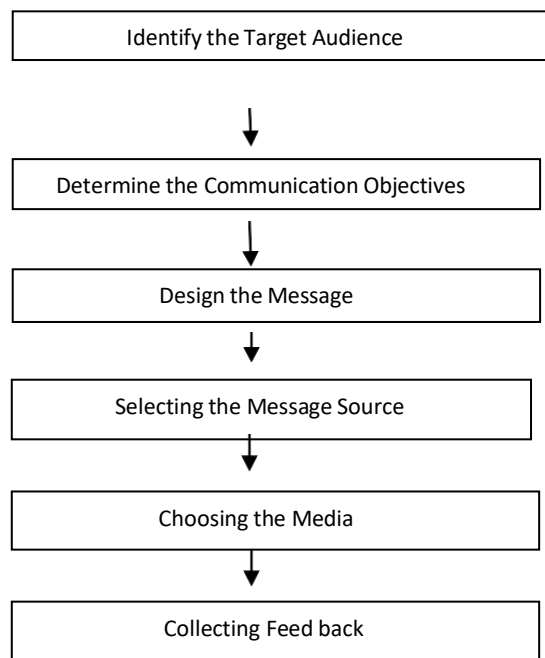 Identify the Target Audience
Determine the Communication Objectives
Design the Message
Selecting the Message Source
Choosing the Media
Collecting Feed back